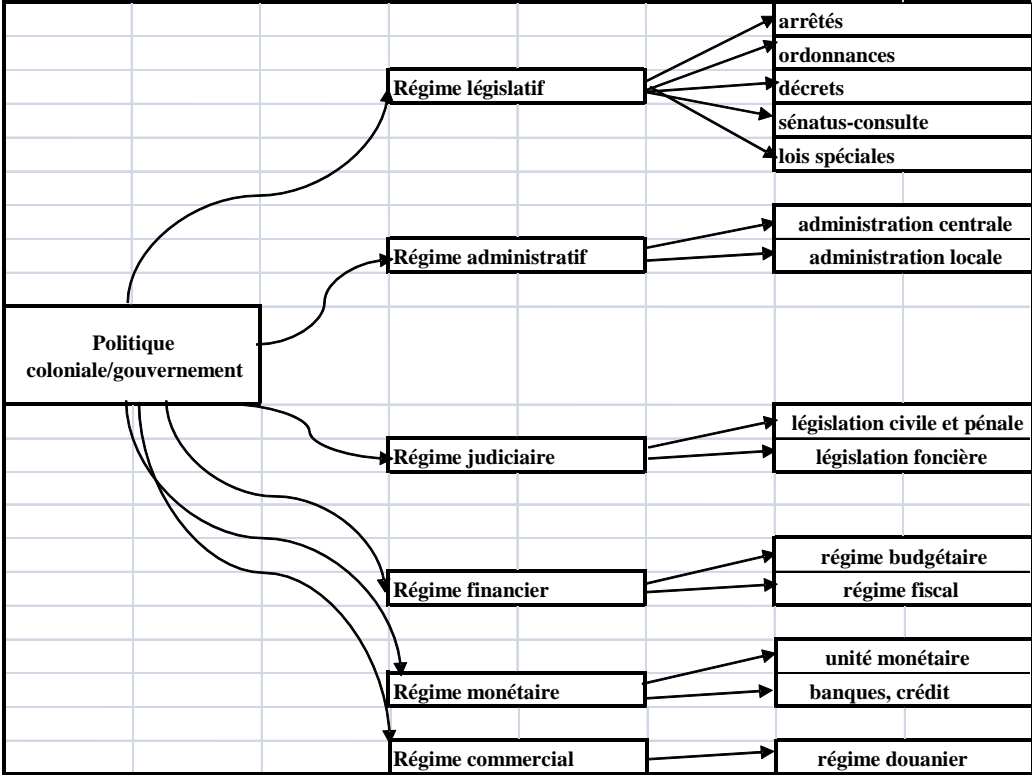 arrêtés
ordonnances
Régime législatif
décrets
sénatus-consulte
lois spéciales
administration centrale
Régime administratif
administration locale
Politique
coloniale/gouvernement
législation civile et pénale
Régime judiciaire
législation foncière
régime budgétaire
Régime financier
régime fiscal
unité monétaire
Régime monétaire
banques, crédit
Régime commercial
régime douanier